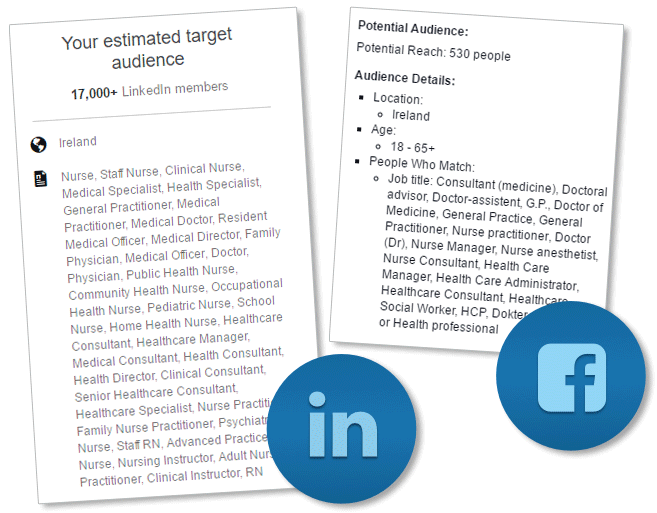 Your estimated target
audience
17,000+ LinkedIn members
Ireland
Nurse, Staff Nurse, Clinical Nurse,
Medical Specialist, Health Specialist,
General Practitioner, Medical
Practitioner, Medical Doctor, Resident
Medical Officer, Medical Director, Family
Physician, Medical Officer, Doctor,
Physician, Public Health Nurse,
Community Health Nurse, Occupational
Health Nurse, Pediatric Nurse, School
Nurse, Home Health Nurse, Healthcare
Consultant, Healthcare Manager,
Medical Consultant, Health Consultant,
Health Director, Clinical Consultant,
Senior Healthcare Consultant,
Healthcare Specialist, Nurse
Family Nurse Practitioner,
Nurse, Staff RN, Advanced Practice
Nurse, Nursing Instructor, Adult
Practitioner, Clinical Instructor, RN
in
Potential Audience:
Potential Reach: 530 people
Audience Details:
Location:
Ireland
Age:
18 - 65+
People Who Match:
Job title: Consultant (medicine), Doctoral
advisor, Doctor-assistent, G.P., Doctor of
Medicine, General Practice, General
Practitioner, Nurse practitioner, Doctor
(Dr), Nurse Manager, Nurse anesthetist,
Nurse Consultant, Health Care
Manager, Health Care Administrator,
Healthcare Consultant,
Social Worker, HCP,
or Health professional
f